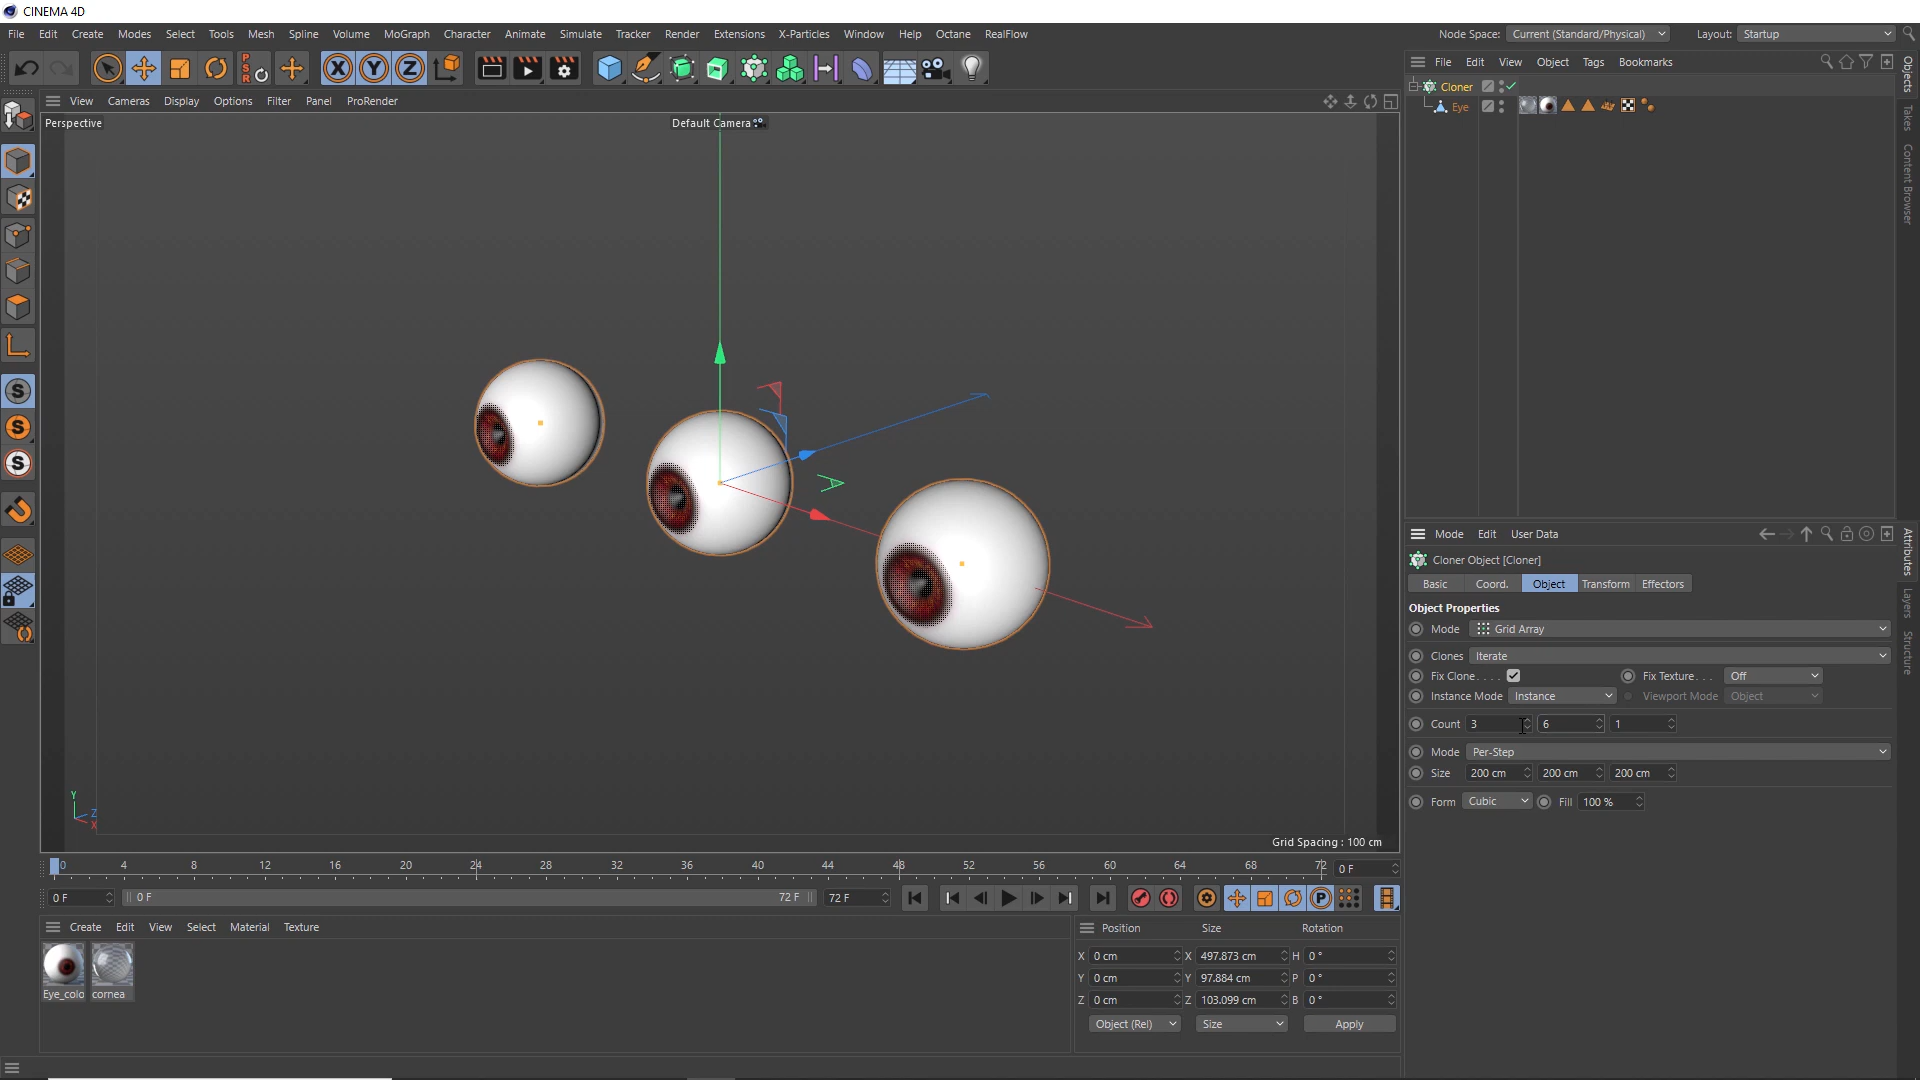 CINEMA 4D
File Edit Create Modes Select Tools Mesh Spline Volume MoGraph Character Animate Simulate Tracker Render Extensions X-Particles Window Help Octane RealFlow Node Space: Current (Standard/Physical) Layout: Startup
PSR X Y Z
File Edit View Object Tags Bookmarks
Objects
Takes
Content Browser
Cloner
Eye
View Cameras Display Options Filter Panel ProRender
Perspective Default Camera
S
S
S
Mode Edit User Data
Attributes
Layers
Structure
Cloner Object [Cloner]
Basic Coord. Object Transform Effectors
Object Properties
Mode Grid Array
Clones Iterate
Fix Clone.... Fix Texture... Off
Instance Mode Instance Viewport Mode Object
Count 3 6 1
Mode Per-Step
Size 200 cm 200 cm 200 cm
Form Cubic Fill 100 %
Y
Z
X
Grid Spacing : 100 cm
0 4 8 12 16 20 24 28 32 36 40 44 48 52 56 60 64 68 72 0 F
0 F 0 F 72 F 72 F P
Create Edit View Select Material Texture
Eye_colo cornea
Position Size Rotation
X 0 cm X 497.873 cm H 0 °
Y 0 cm Y 97.884 cm P 0 °
Z 0 cm Z 103.099 cm B 0 °
Object (Rel) Size Apply